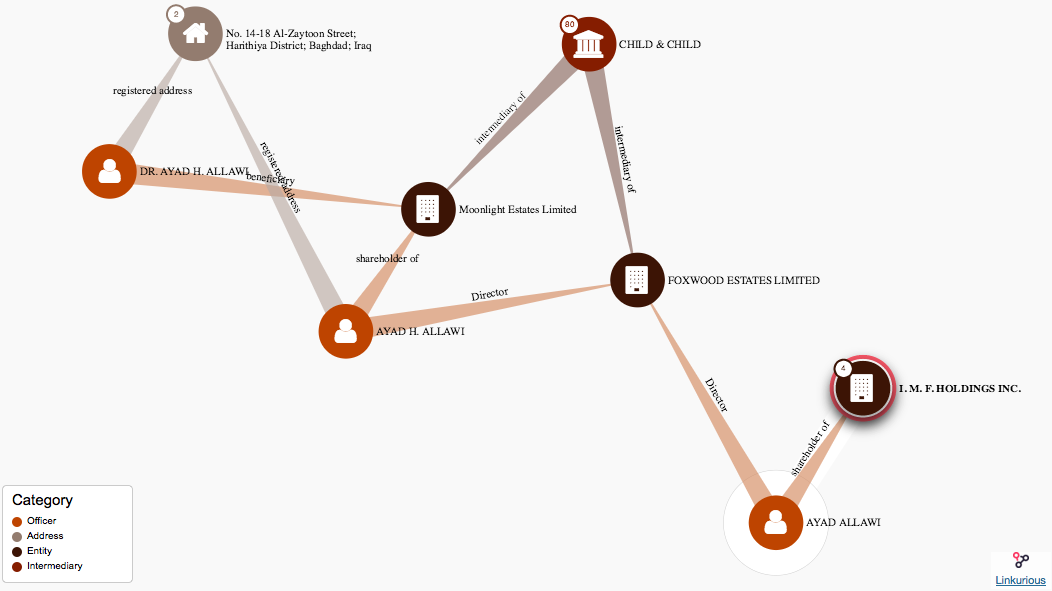 2
No. 14-18 Al-Zaytoon Street;
Harithiya District; Baghdad; Iraq
80
CHILD & CHILD
registered address
intermediary of
intermediary of
registered address
DR. AYAD H. ALLAWI
beneficiary
Moonlight Estates Limited
shareholder of
FOXWOOD ESTATES LIMITED
Director
AYAD H. ALLAWI
4
I. M. F. HOLDINGS INC.
Director
shareholder of
AYAD ALLAWI
Category
Officer
Address
Entity
Intermediary
Linkurious